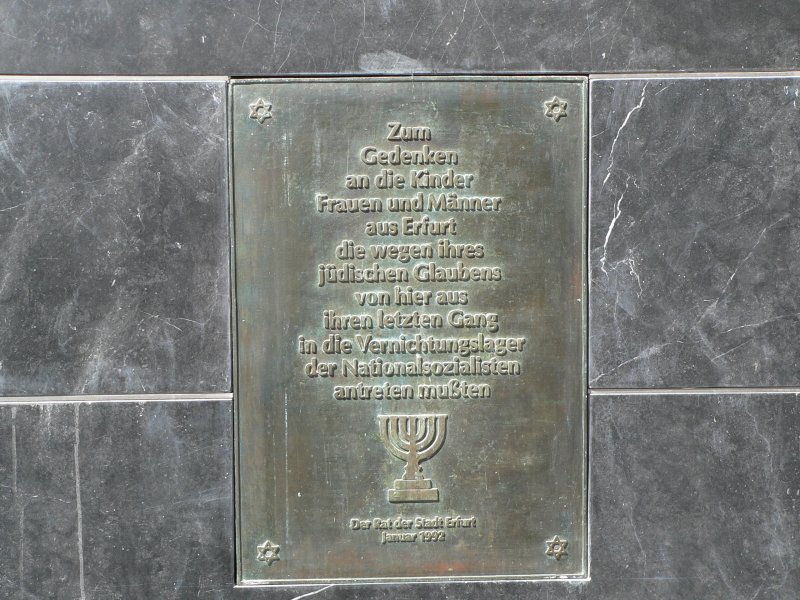 Zum
Gedenken
an die Kinder
Frauen und Männer
aus Erfurt
die wegen ihres
jüdischen Glaubens
von hier aus
ihren letzten Gang
in die Vernichtungslager
der Nationalsozialisten
antreten mußten
Der Rat der Stadt Erfurt
Januar 1992